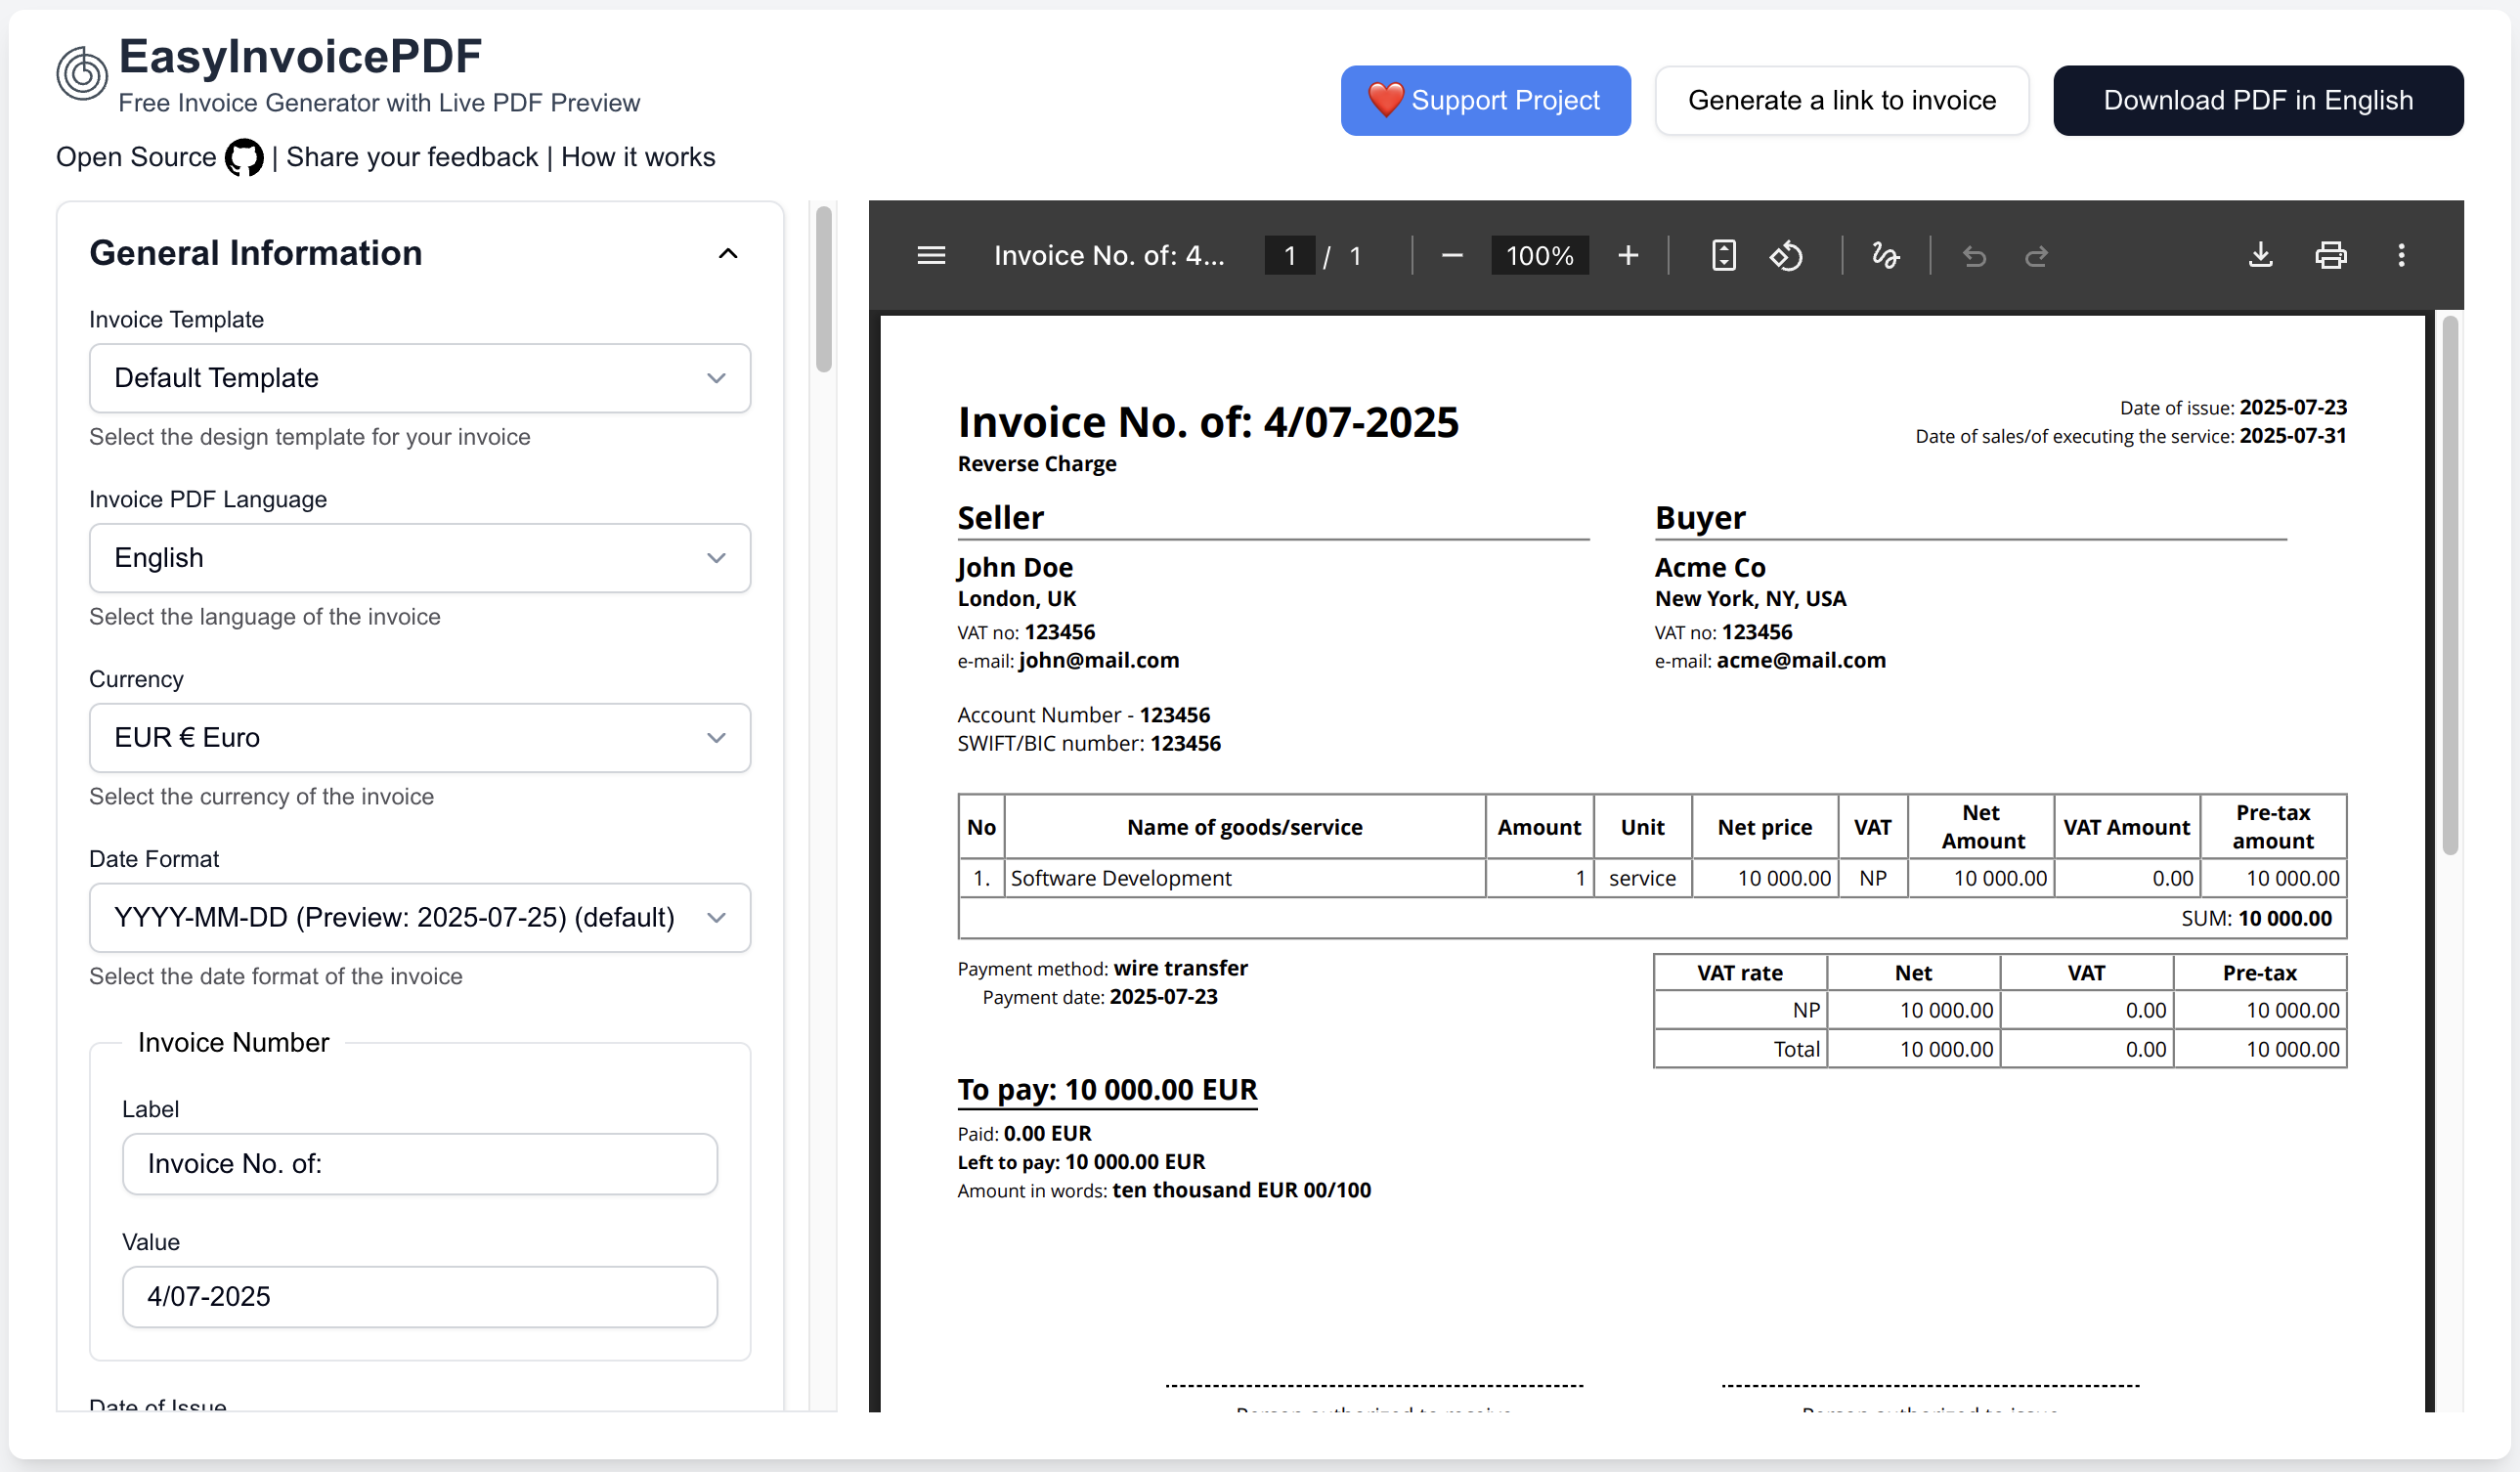 EasyInvoicePDF
Free Invoice Generator with Live PDF Preview
Open Source | Share your feedback | How it works
❤️ Support Project
Generate a link to invoice
Download PDF in English
General Information
Invoice Template
Default Template
Select the design template for your invoice
Invoice PDF Language
English
Select the language of the invoice
Currency
EUR € Euro
Select the currency of the invoice
Date Format
YYYY-MM-DD (Preview: 2025-07-25) (default)
Select the date format of the invoice
Invoice Number
Label
Invoice No. of:
Value
4/07-2025
Date of Issue
Invoice No. of: 4... 1 / 1 100%
Invoice No. of: 4/07-2025
Reverse Charge
Date of issue: 2025-07-23
Date of sales/of executing the service: 2025-07-31
Seller
John Doe
London, UK
VAT no: 123456
e-mail: john@mail.com
Account Number - 123456
SWIFT/BIC number: 123456
Buyer
Acme Co
New York, NY, USA
VAT no: 123456
e-mail: acme@mail.com
No Name of goods/service Amount Unit Net price VAT Net Amount VAT Amount Pre-tax amount
1. Software Development 1 service 10 000.00 NP 10 000.00 0.00 10 000.00
SUM: 10 000.00
Payment method: wire transfer
Payment date: 2025-07-23
VAT rate Net VAT Pre-tax
NP 10 000.00 0.00 10 000.00
Total 10 000.00 0.00 10 000.00
To pay: 10 000.00 EUR
Paid: 0.00 EUR
Left to pay: 10 000.00 EUR
Amount in words: ten thousand EUR 00/100
Person authorized to receive
Person authorized to issue